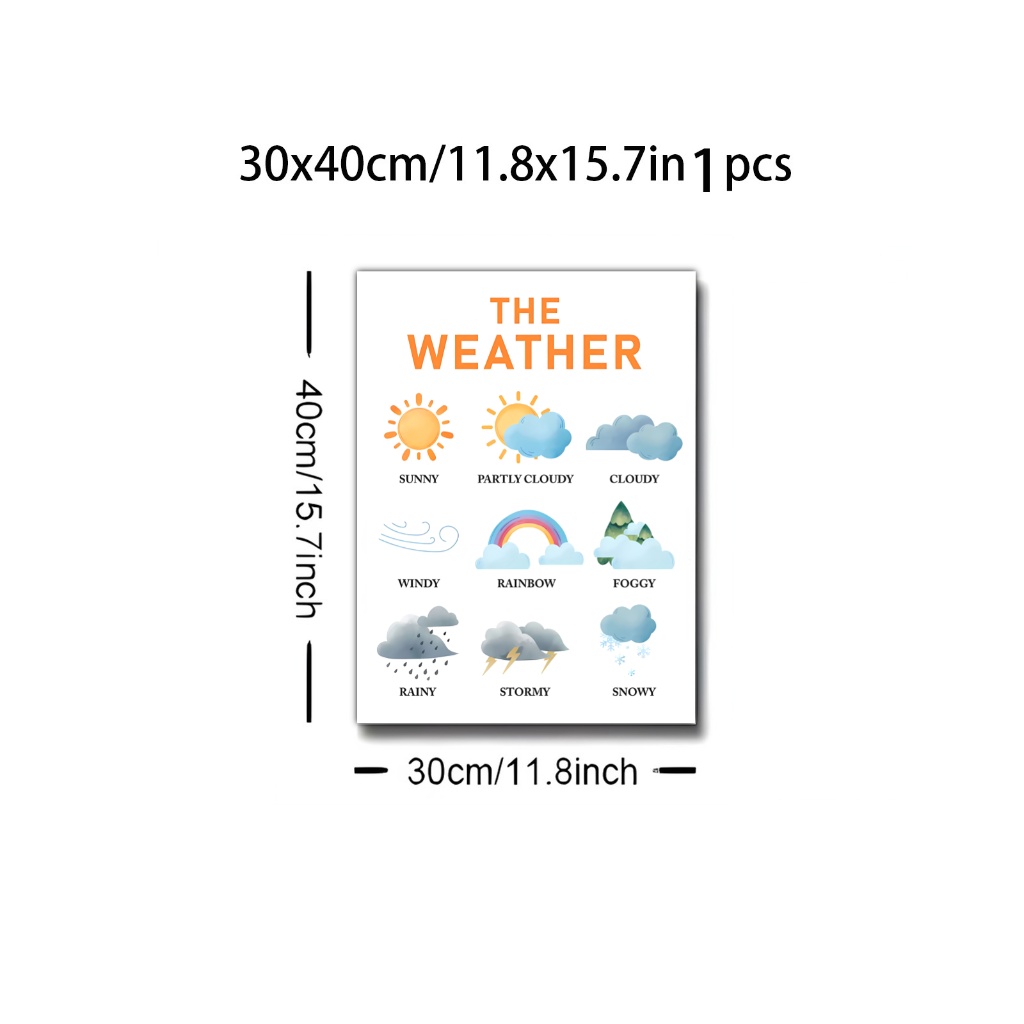 30x40cm/11.8x15.7in 1 pcs
THE
WEATHER
SUNNY PARTLY CLOUDY CLOUDY
WINDY RAINBOW FOGGY
RAINY STORMY SNOWY
40cm/15.7inch
30cm/11.8inch